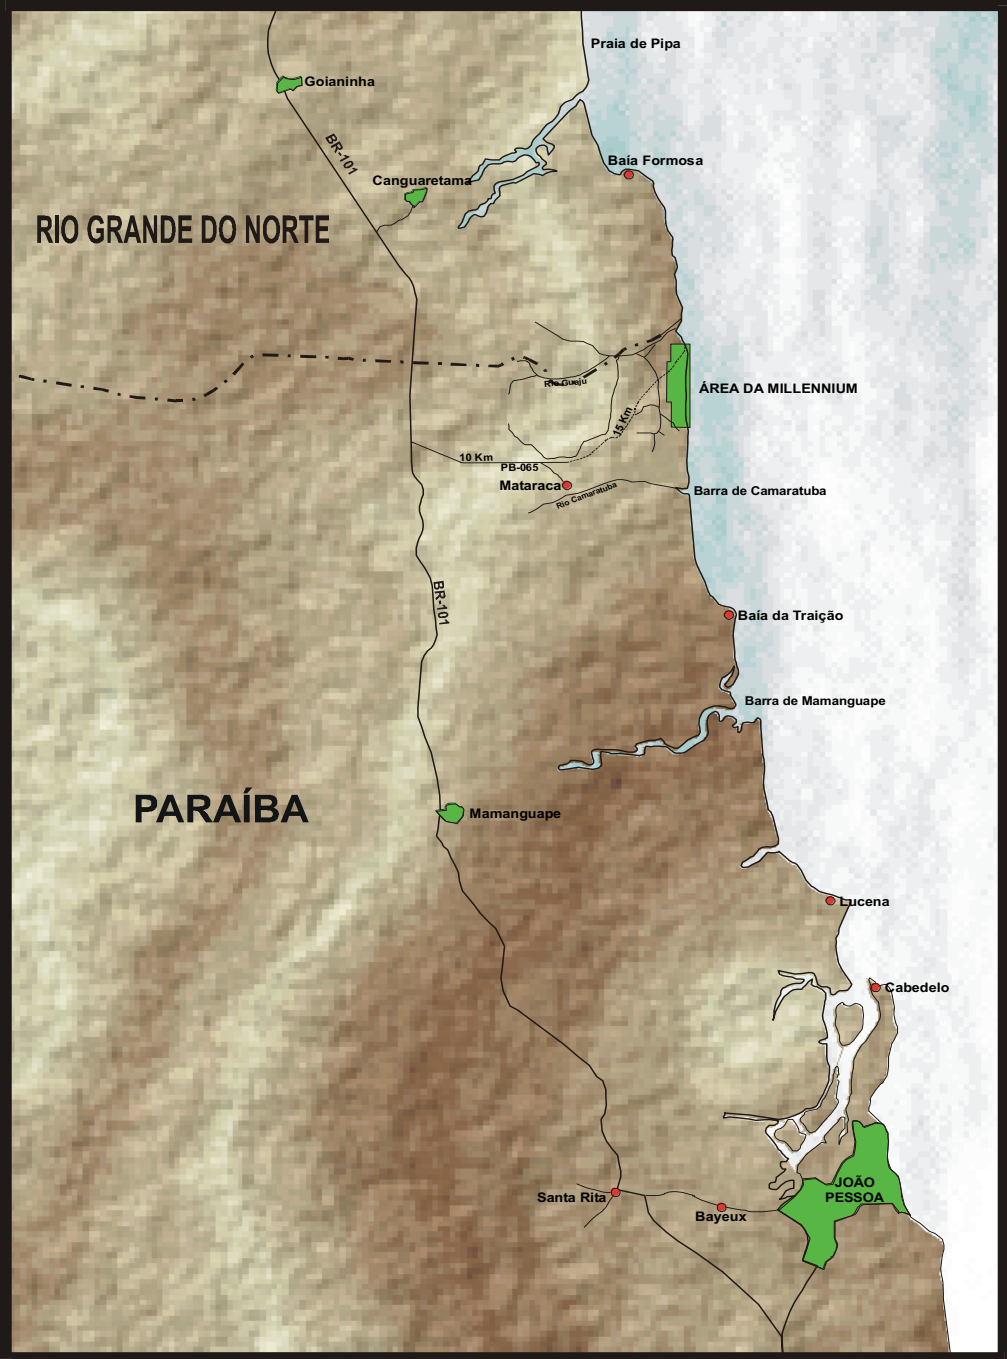 Praia de Pipa
Goianinha
BR-101
Baía Formosa
Canguaretama
RIO GRANDE DO NORTE
Rio Guaju
ÁREA DA MILLENNIUM
15 Km
10 Km
PB-065
Mataraca
Rio Camaratuba
Barra de Camaratuba
BR-101
Baía da Traição
Barra de Mamanguape
PARAÍBA
Mamanguape
Lucena
Cabedelo
JOÃO
PESSOA
Santa Rita
Bayeux